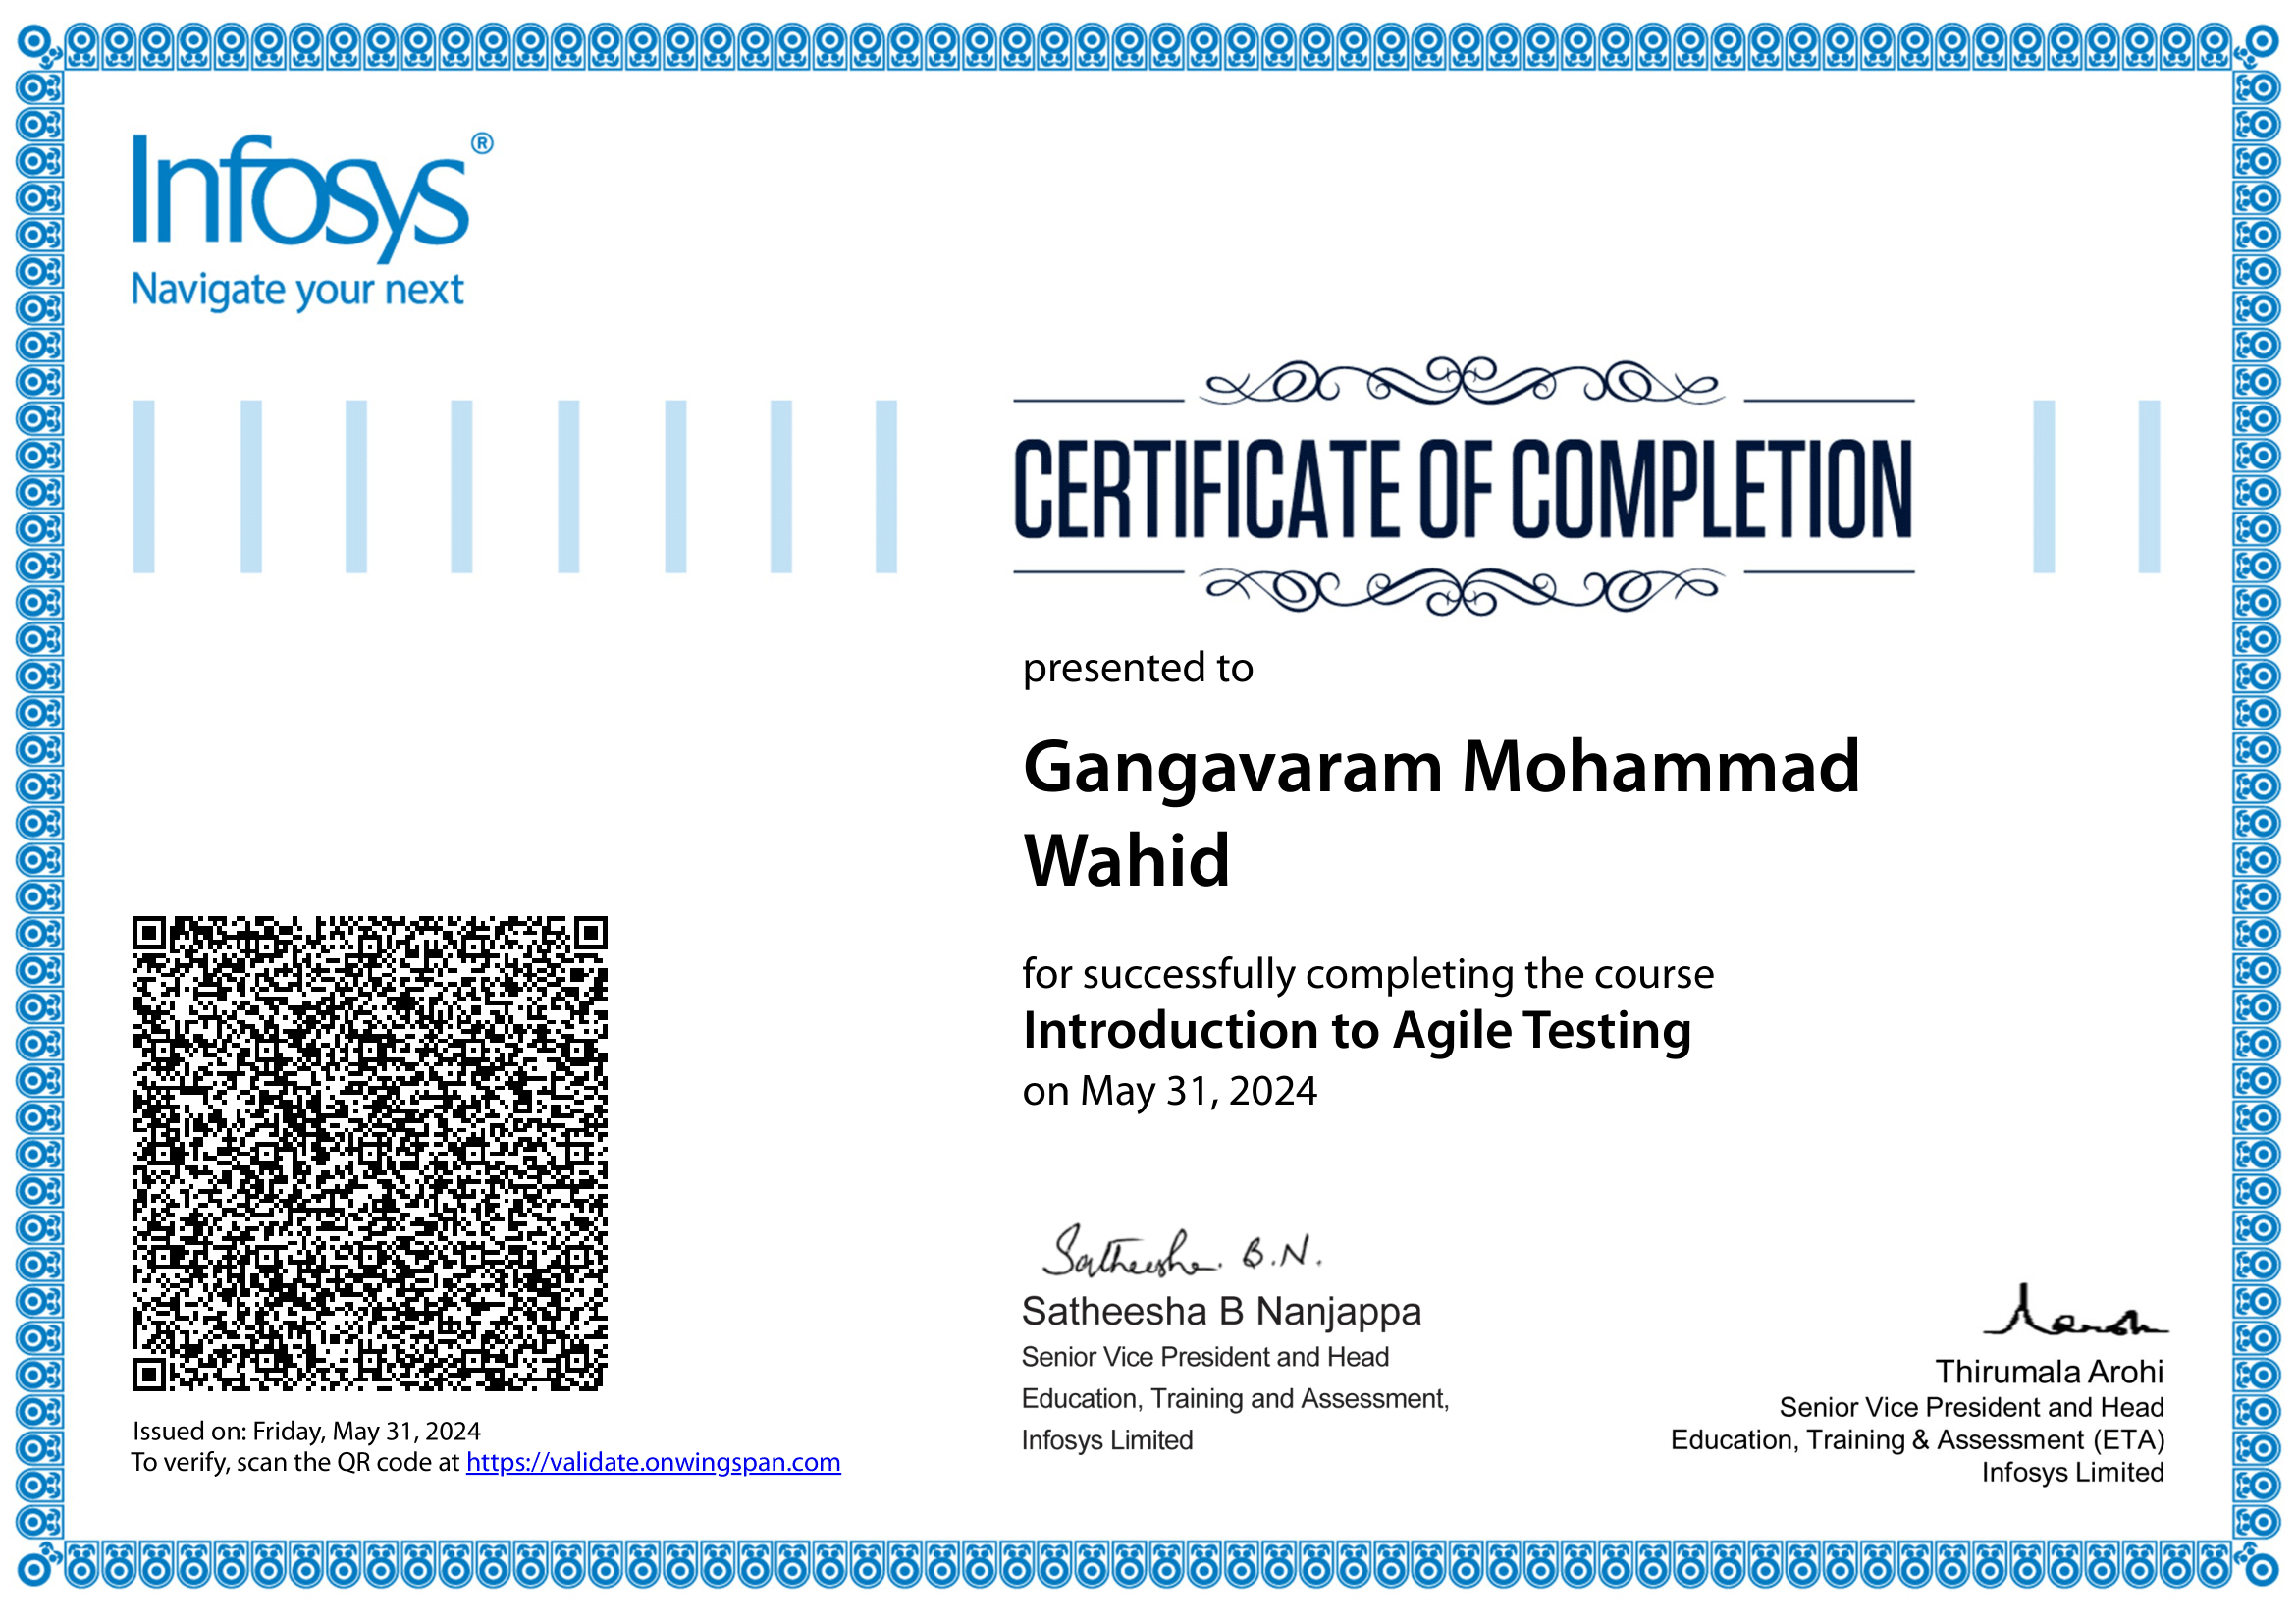 Infosys®
Navigate your next
CERTIFICATE OF COMPLETION
presented to
Gangavaram Mohammad
Wahid
for successfully completing the course
Introduction to Agile Testing
on May 31, 2024
Satheesha. B.N.
Satheesha B Nanjappa
Senior Vice President and Head
Education, Training and Assessment,
Infosys Limited
Thirumala Arohi
Senior Vice President and Head
Education, Training & Assessment (ETA)
Infosys Limited
Issued on: Friday, May 31, 2024
To verify, scan the QR code at https://validate.onwingspan.com